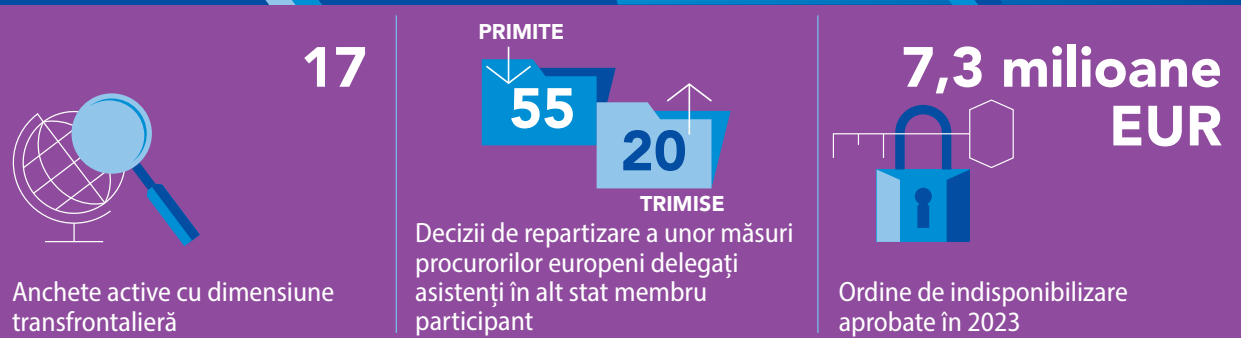 17
Anchete active cu dimensiune
transfrontalieră
PRIMITE
55
20
TRIMISE
Decizii de repartizare a unor măsuri
procurorilor europeni delegați
asistenți în alt stat membru
participant
7,3 milioane
EUR
Ordine de indisponibilizare
aprobate în 2023